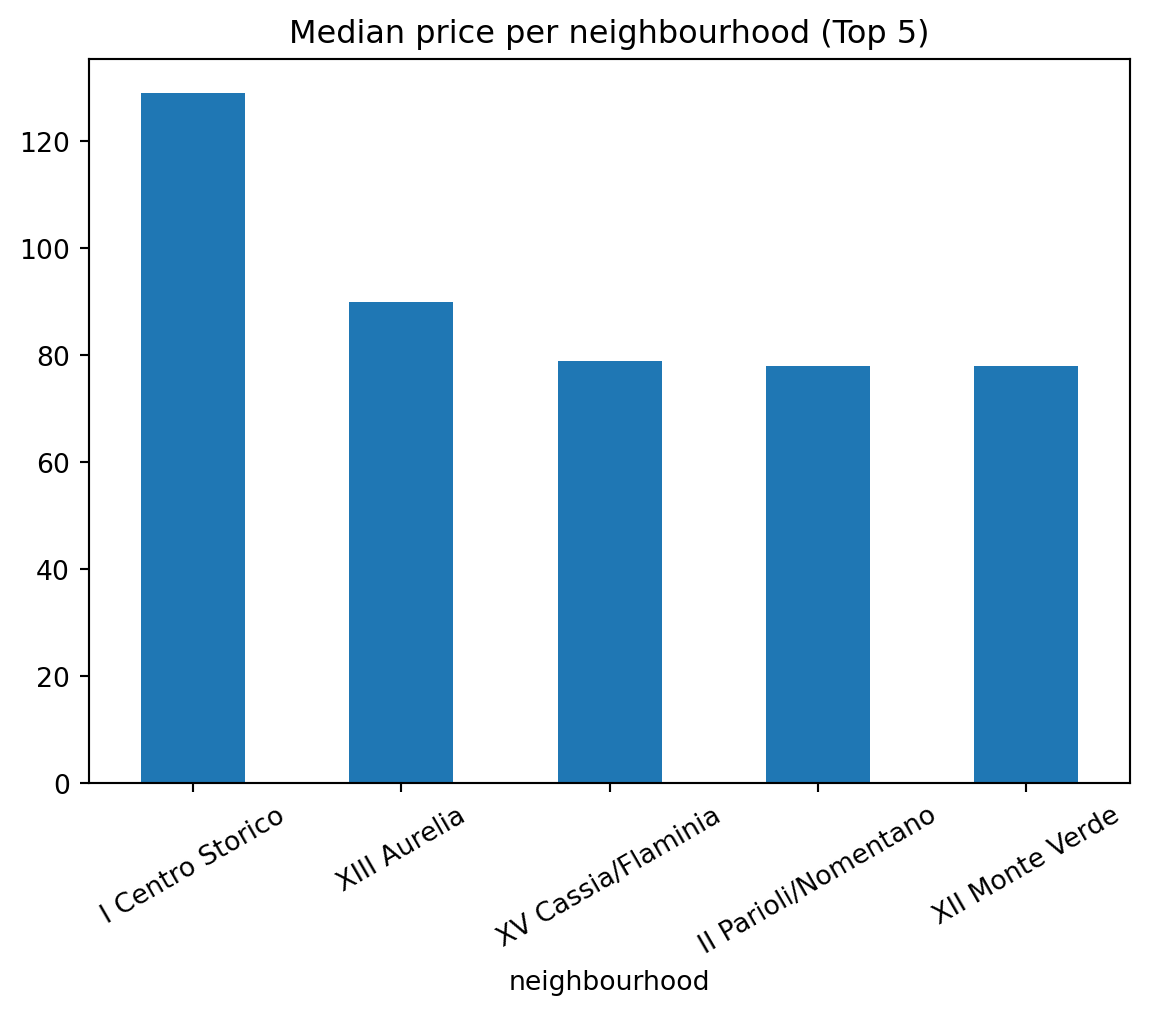 Median price per neighbourhood (Top 5)
120
100
80
60
40
20
0
I Centro Storico
XIII Aurelia
XV Cassia/Flaminia
II Parioli/Nomentano
XII Monte Verde
neighbourhood